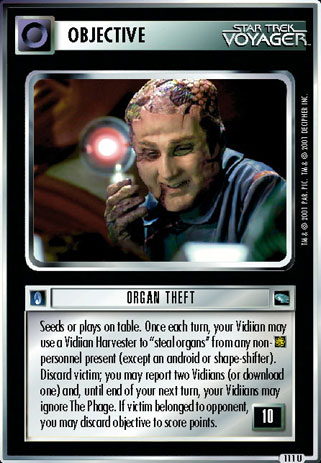 OBJECTIVE
STAR TREK
VOYAGER™
TM & © 2001 PAR. PIC. TM & © 2001 DECIPHER INC.
ORGAN THEFT
Seeds or plays on table. Once each turn, your Vidiian may
use a Vidiian Harvester to "steal organs" from any non-
personnel present (except an android or shape-shifter).
Discard victim; you may report two Vidiians (or download
one) and, until end of your next turn, your Vidiians may
ignore The Phage. If victim belonged to opponent,
you may discard objective to score points.
10
111 U